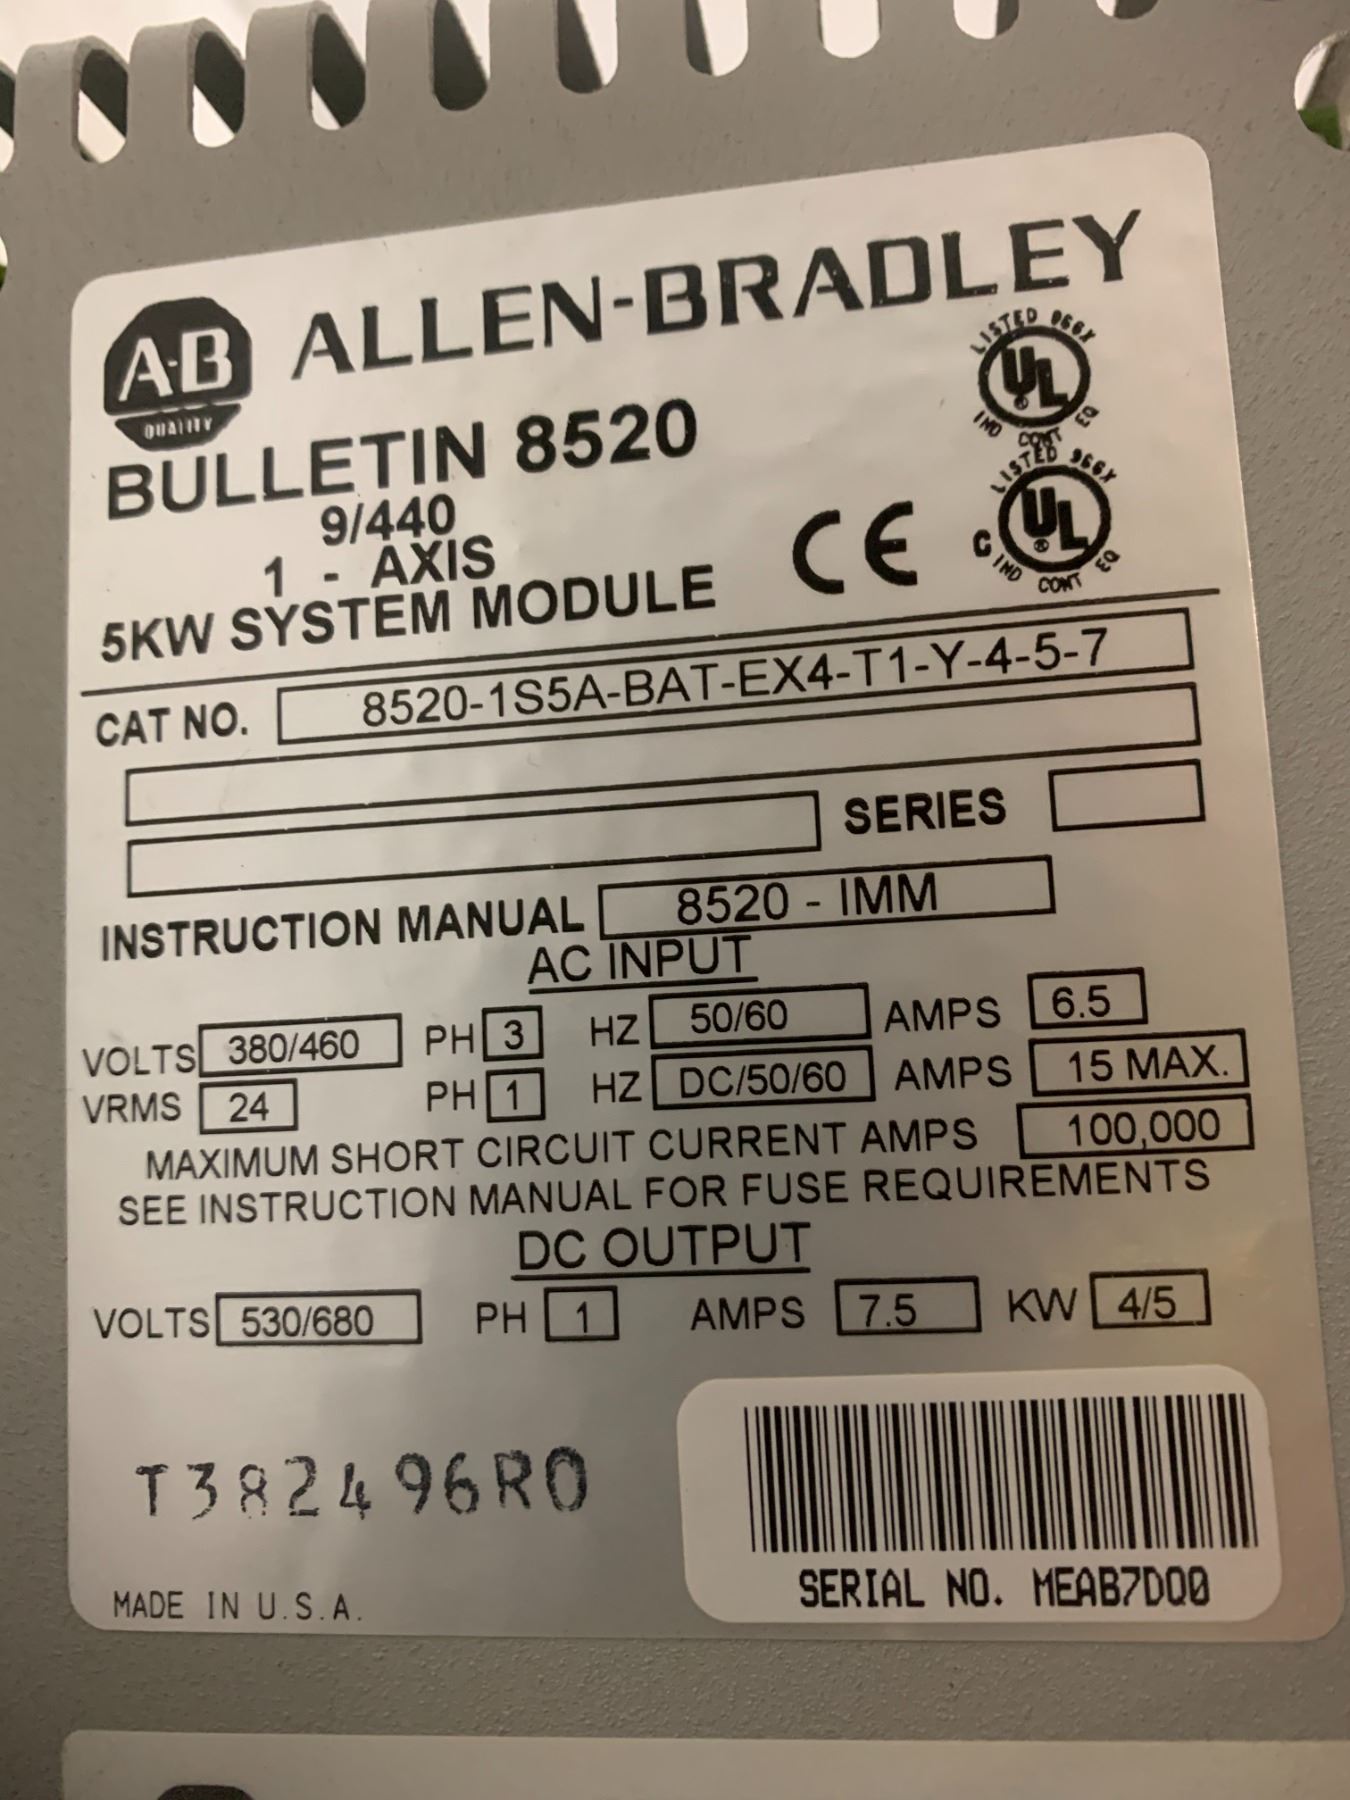 A-B QUALITY ALLEN-BRADLEY
BULLETIN 8520
9/440
1 - AXIS
5KW SYSTEM MODULE
CE
LISTED 966X
UL
®
IND CONT EQ
LISTED 966X
C UL
®
IND CONT EQ
CAT NO. 8520-1S5A-BAT-EX4-T1-Y-4-5-7
SERIES
INSTRUCTION MANUAL 8520 - IMM
AC INPUT
VOLTS 380/460 PH 3 HZ 50/60 AMPS 6.5
VRMS 24 PH 1 HZ DC/50/60 AMPS 15 MAX.
MAXIMUM SHORT CIRCUIT CURRENT AMPS 100,000
SEE INSTRUCTION MANUAL FOR FUSE REQUIREMENTS
DC OUTPUT
VOLTS 530/680 PH 1 AMPS 7.5 KW 4/5
T382496R0
SERIAL NO. MEAB7DQ0
MADE IN U.S.A.